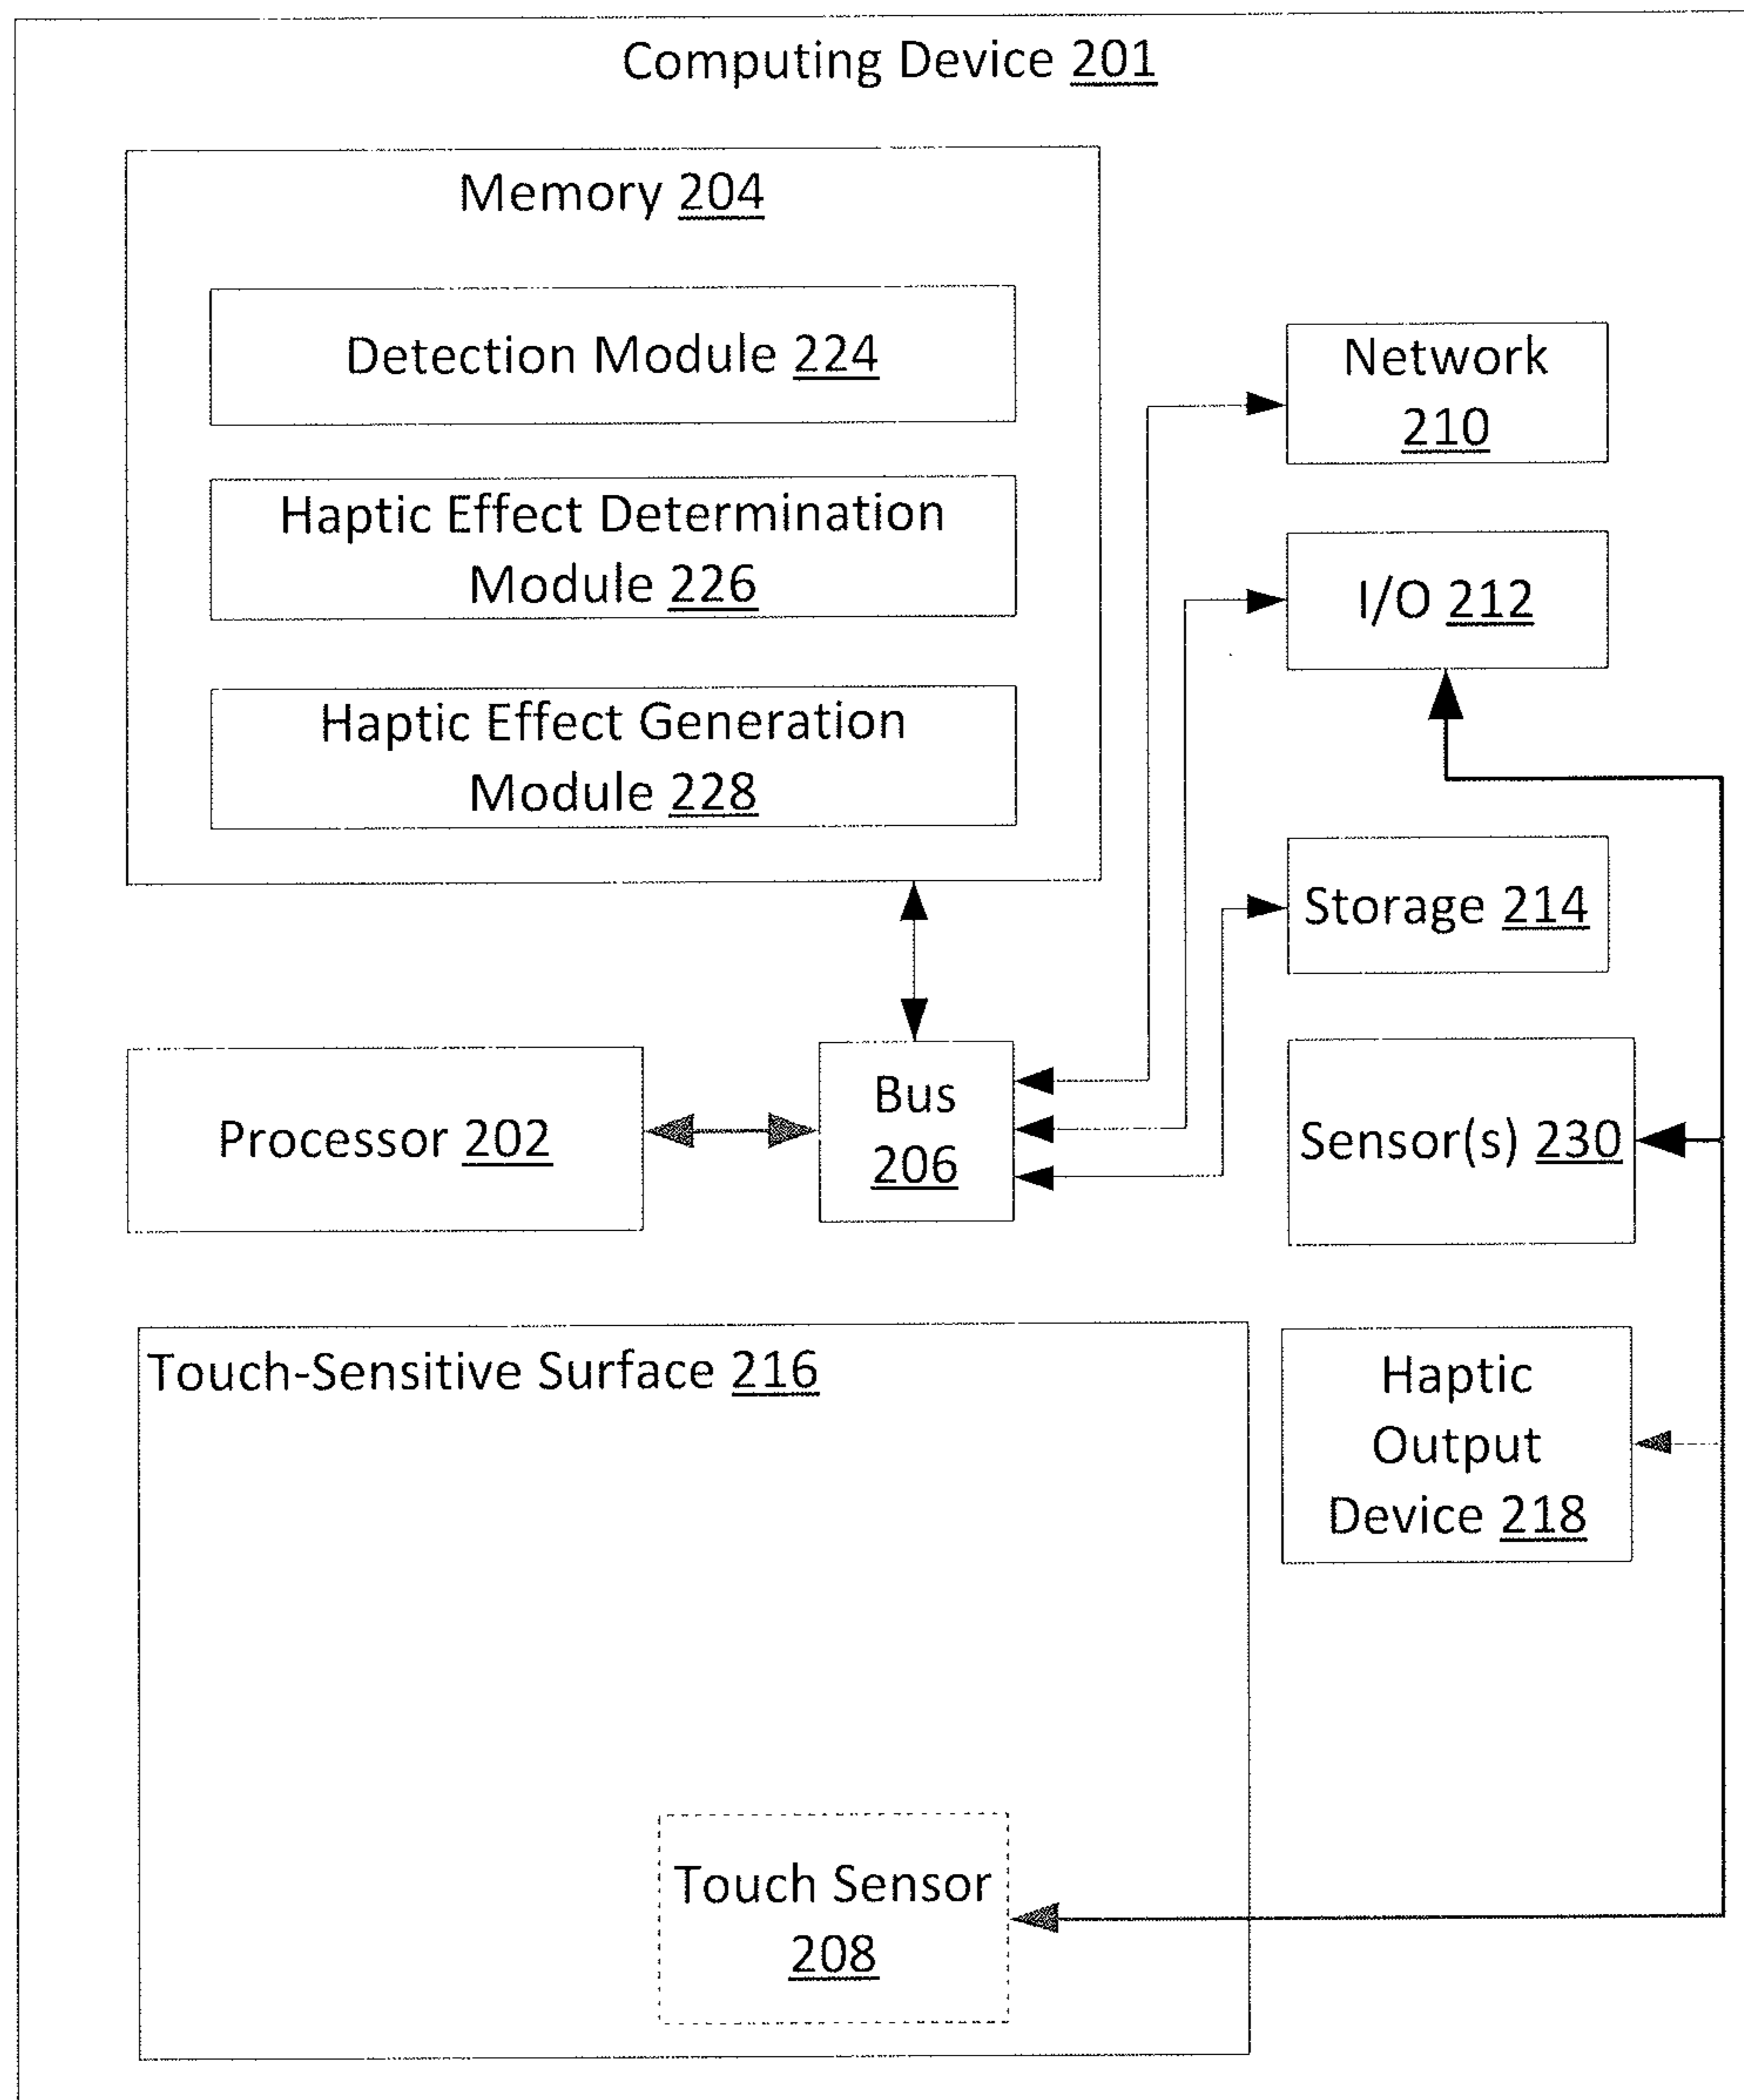 Computing Device 201
Memory 204
Detection Module 224
Haptic Effect Determination
Module 226
Haptic Effect Generation
Module 228
Network
210
I/O 212
Storage 214
Processor 202
Bus
206
Sensor(s) 230
Touch-Sensitive Surface 216
Haptic
Output
Device 218
Touch Sensor
208